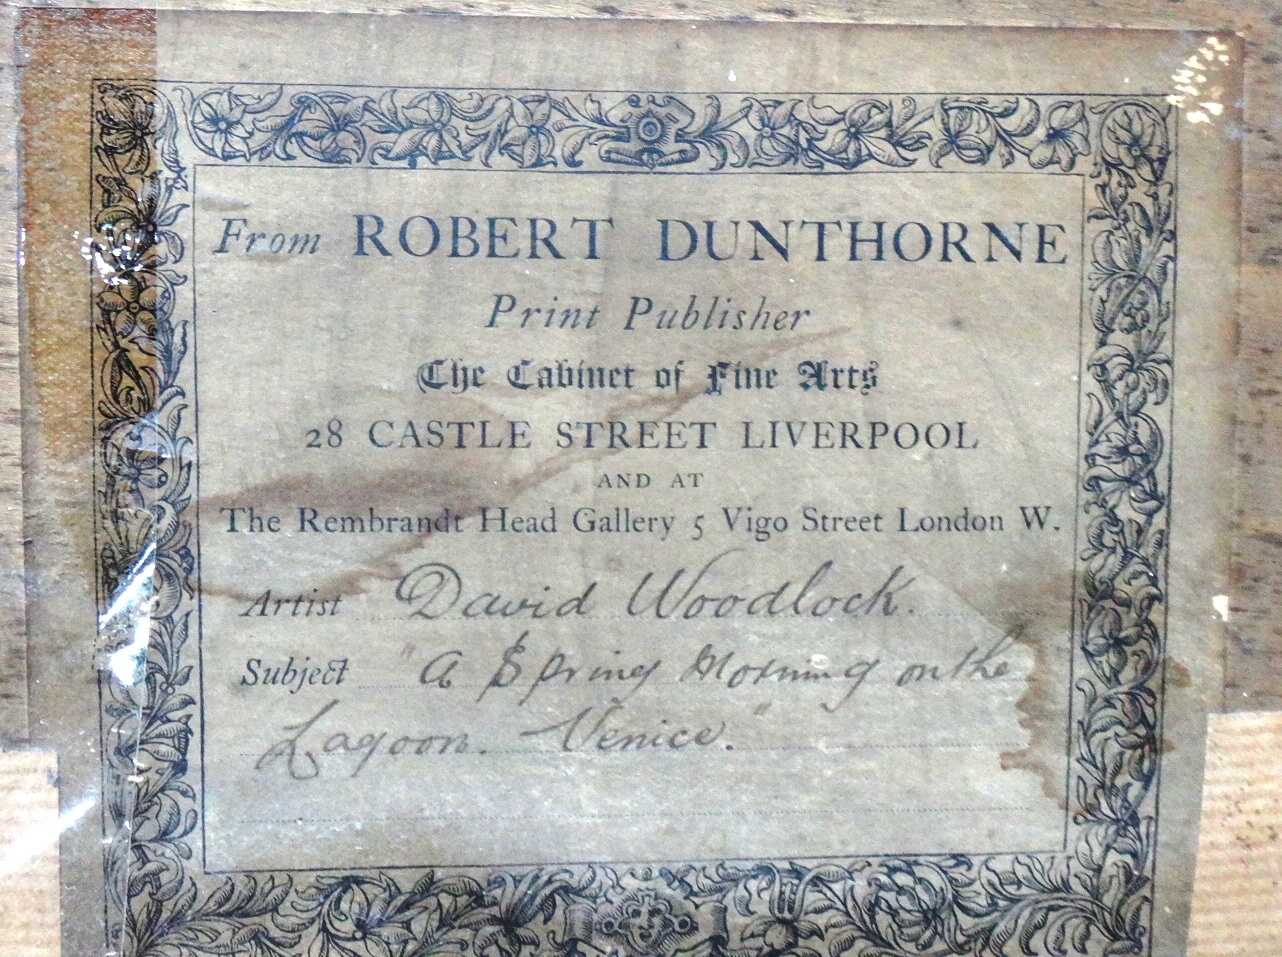 From ROBERT DUNTHORNE
Print Publisher
The Cabinet of Fine Arts
28 CASTLE STREET LIVERPOOL
AND AT
The Rembrandt Head Gallery 5 Vigo Street London W.
Artist David Woodlock.
Subject "A Spring Morning on the
Lagoon. Venice."